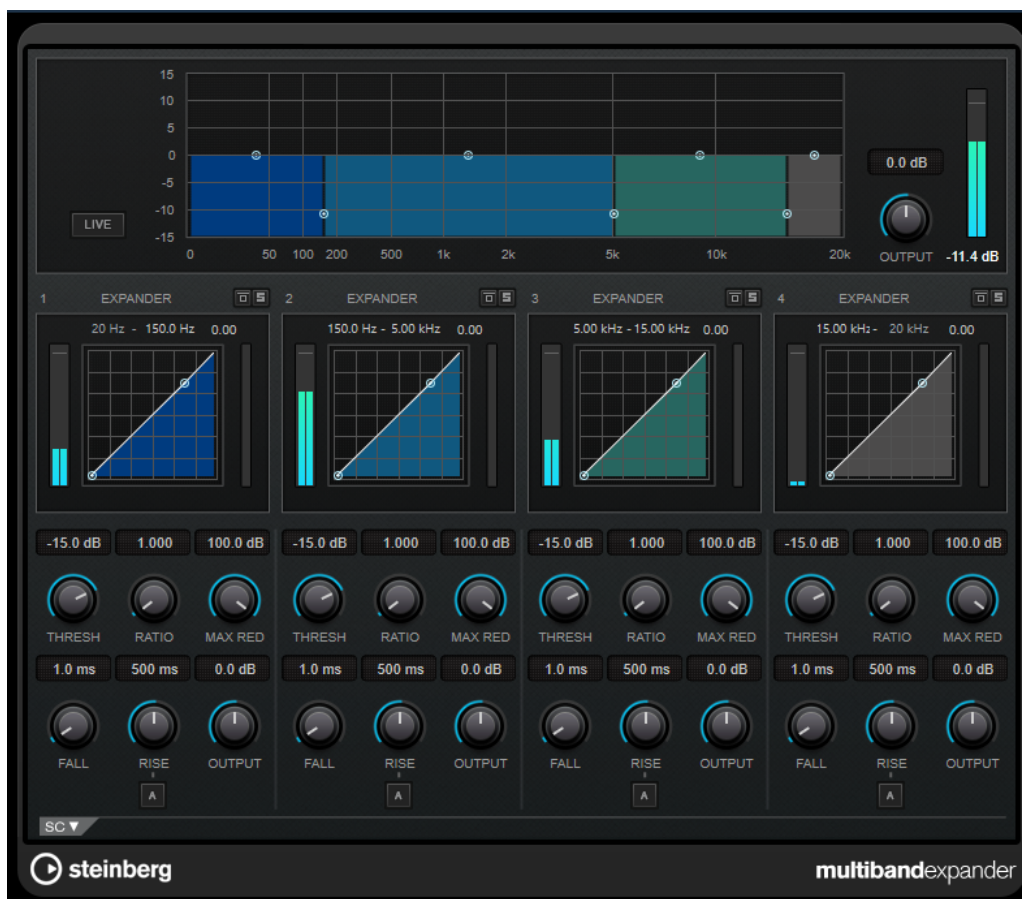 15
10
5
0
-5
-10
-15
LIVE
0 50 100 200 500 1k 2k 5k 10k 20k
0.0 dB
OUTPUT -11.4 dB
1 EXPANDER S 2 EXPANDER S 3 EXPANDER S 4 EXPANDER S
20 Hz - 150.0 Hz 0.00 150.0 Hz - 5.00 kHz 0.00 5.00 kHz - 15.00 kHz 0.00 15.00 kHz - 20 kHz 0.00
-15.0 dB 1.000 100.0 dB -15.0 dB 1.000 100.0 dB -15.0 dB 1.000 100.0 dB -15.0 dB 1.000 100.0 dB
THRESH RATIO MAX RED THRESH RATIO MAX RED THRESH RATIO MAX RED THRESH RATIO MAX RED
1.0 ms 500 ms 0.0 dB 1.0 ms 500 ms 0.0 dB 1.0 ms 500 ms 0.0 dB 1.0 ms 500 ms 0.0 dB
FALL RISE OUTPUT FALL RISE OUTPUT FALL RISE OUTPUT FALL RISE OUTPUT
A A A A
SC ▼
steinberg multibandexpander